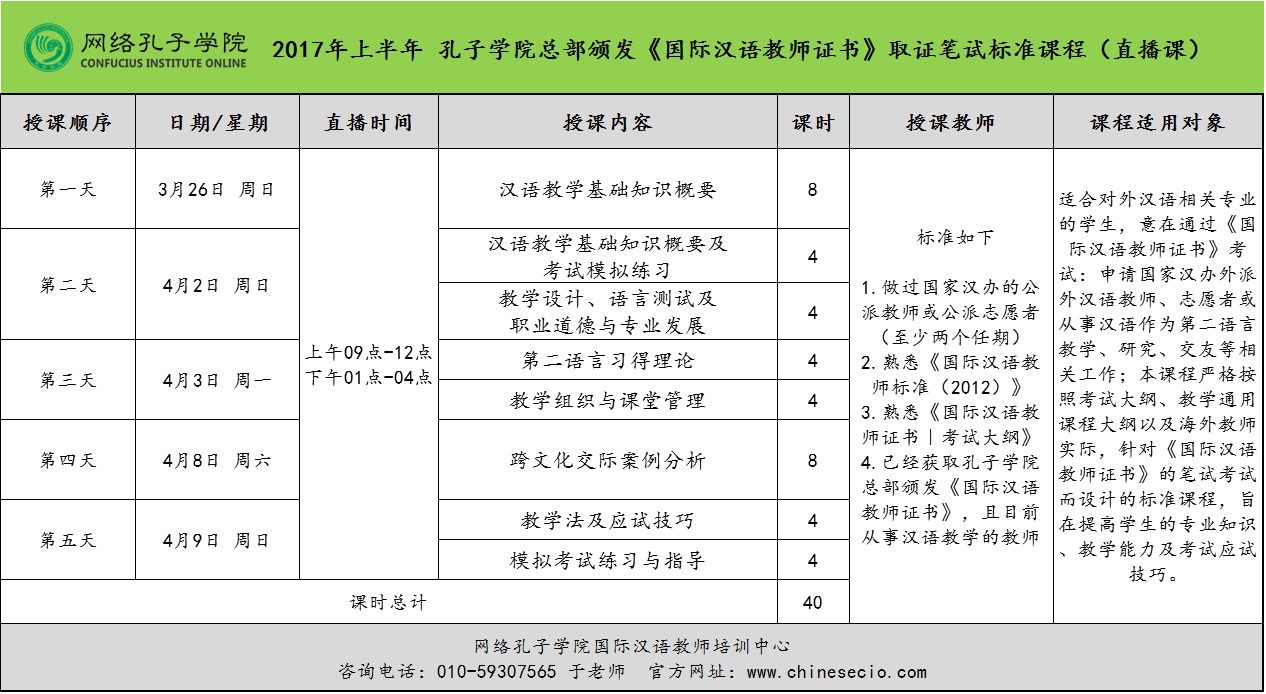 网络孔子学院
CONFUCIUS INSTITUTE ONLINE
2017年上半年 孔子学院总部颁发《国际汉语教师证书》取证笔试标准课程（直播课）
授课顺序 日期/星期 直播时间 授课内容 课时 授课教师 课程适用对象
第一天 3月26日 周日 汉语教学基础知识概要 8
第二天 4月2日 周日
汉语教学基础知识概要及
考试模拟练习
4
教学设计、语言测试及
职业道德与专业发展
4
第三天 4月3日 周一
第二语言习得理论 4
教学组织与课堂管理 4
第四天 4月8日 周六 跨文化交际案例分析 8
第五天 4月9日 周日
教学法及应试技巧 4
模拟考试练习与指导 4
上午09点-12点
下午01点-04点
标准如下
1.做过国家汉办的公
派教师或公派志愿者
（至少两个任期）
2.熟悉《国际汉语教
师标准（2012）》
3.熟悉《国际汉语教
师证书｜考试大纲》
4.已经获取孔子学院
总部颁发《国际汉语
教师证书》，且目前
从事汉语教学的教师
适合对外汉语相关专业
的学生，意在通过《国
际汉语教师证书》考
试：申请国家汉办外派
外汉语教师、志愿者或
从事汉语作为第二语言
教学、研究、交友等相
关工作；本课程严格按
照考试大纲、教学通用
课程大纲以及海外教师
实际，针对《国际汉语
教师证书》的笔试考试
而设计的标准课程，旨
在提高学生的专业知识
、教学能力及考试应试
技巧。
课时总计 40
网络孔子学院国际汉语教师培训中心
咨询电话：010-59307565 于老师 官方网址：www.chinesecio.com